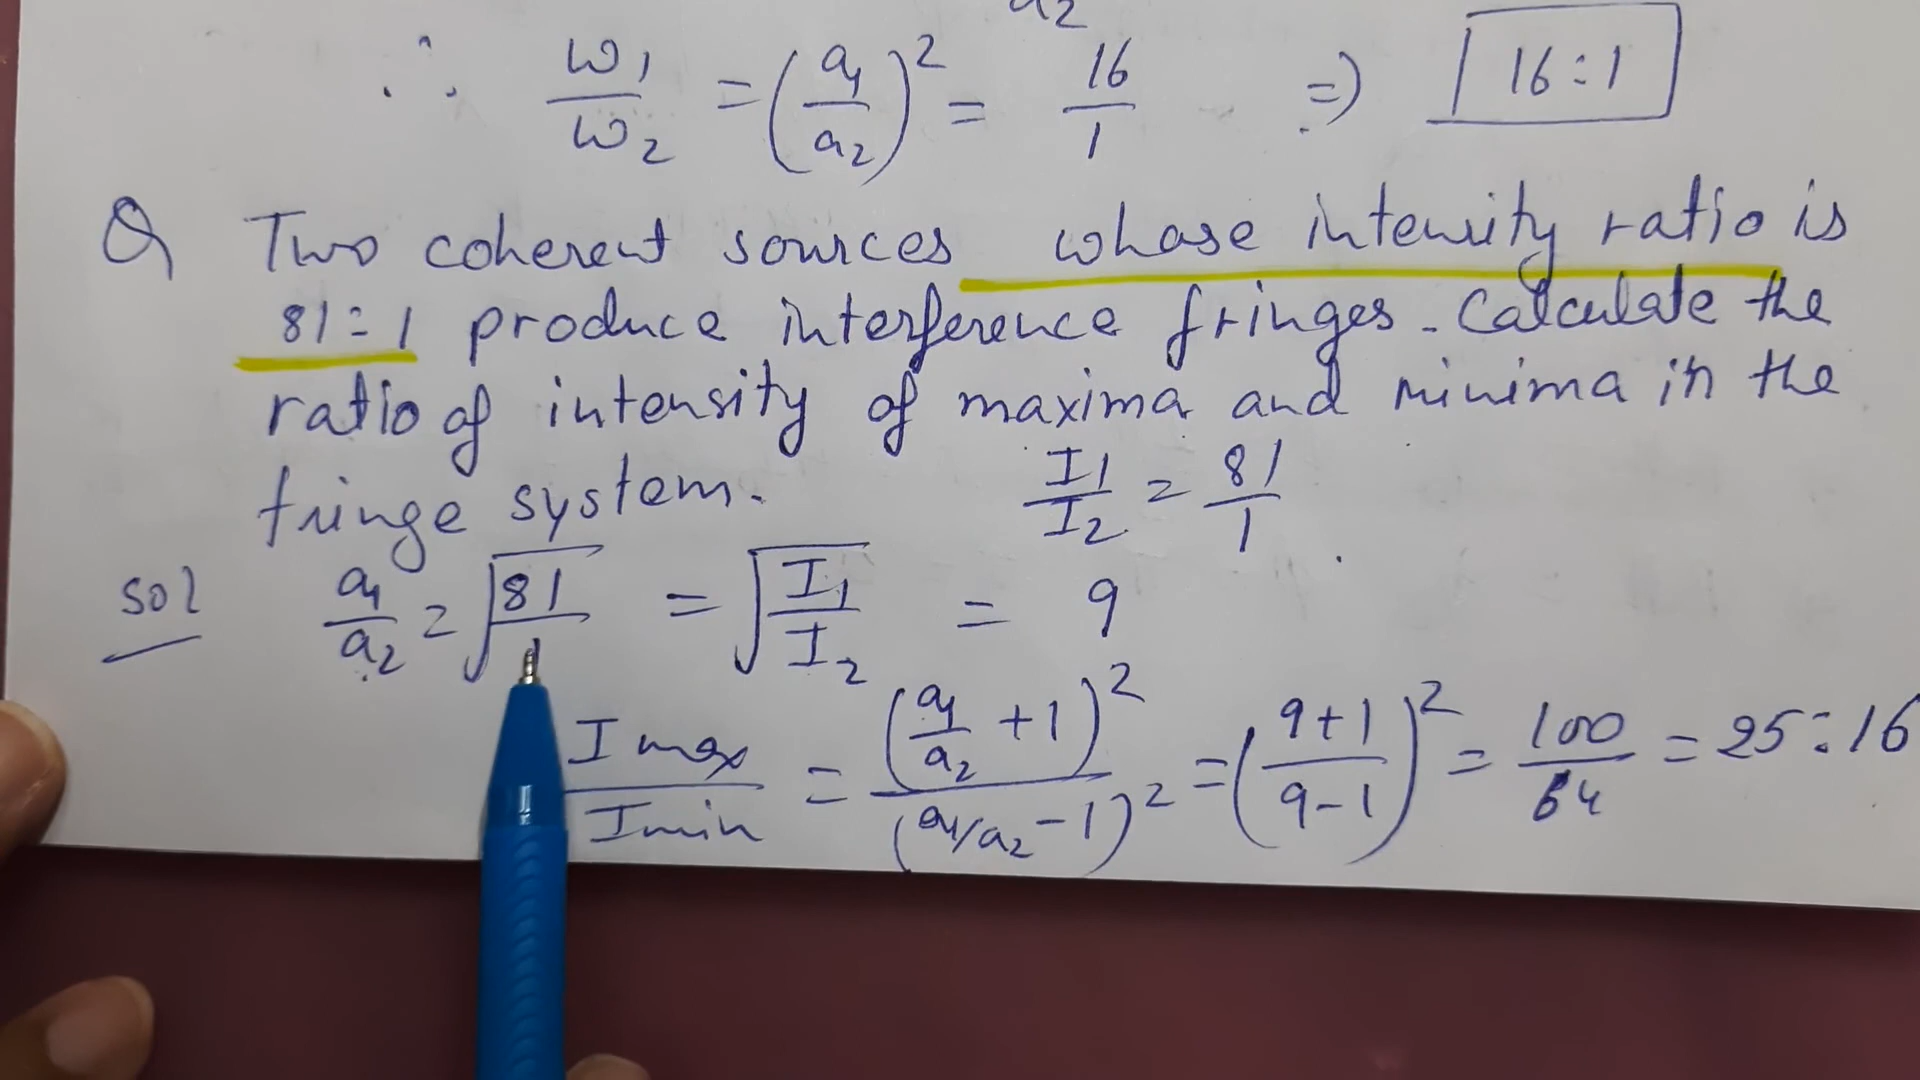 a2
∴ W1/W2 = (a1/a2)² = 16/1 => 16:1
Q Two coherent sources whose intensity ratio is
81:1 produce interference fringes. Calculate the
ratio of intensity of maxima and minima in the
fringe system. I1/I2 = 81/1
Sol a1/a2 = √(81/1) = √(I1/I2) = 9
Imax/Imin = (a1/a2 + 1)²/(a1/a2 - 1)² = (9+1/9-1)² = 100/64 = 25:16